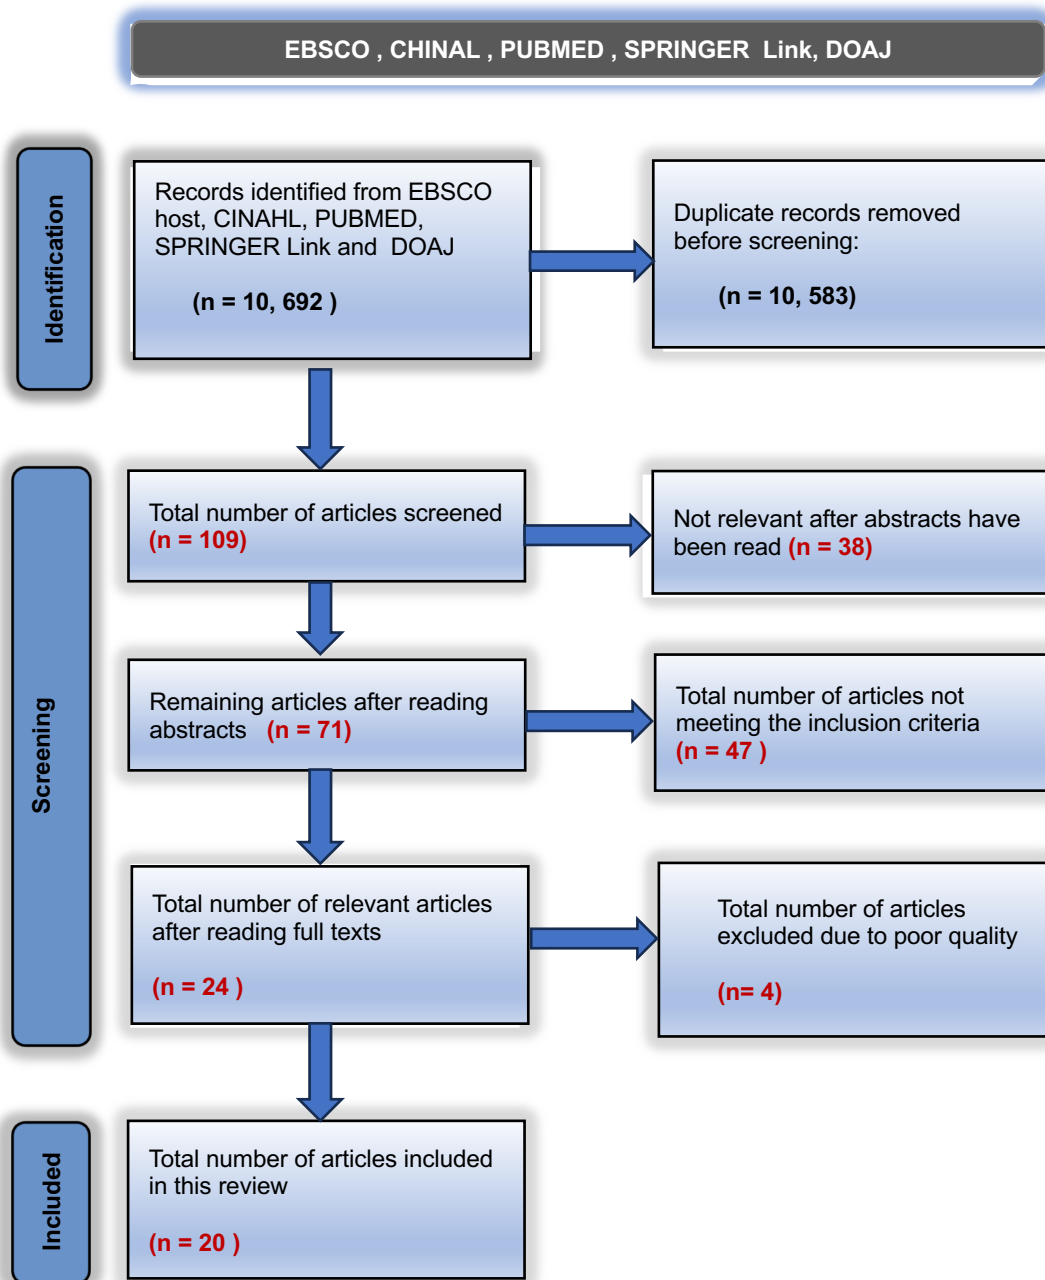 EBSCO , CHINAL , PUBMED , SPRINGER  Link, DOAJ
Identification
Records identified from EBSCO
host, CINAHL, PUBMED,
SPRINGER Link and  DOAJ
(n = 10, 692 )
Duplicate records removed
before screening:
(n = 10, 583)
Screening
Total number of articles screened
(n = 109)
Not relevant after abstracts have
been read (n = 38)
Remaining articles after reading
abstracts   (n = 71)
Total number of articles not
meeting the inclusion criteria
(n = 47 )
Total number of relevant articles
after reading full texts
(n = 24 )
Total number of articles
excluded due to poor quality
(n= 4)
Included
Total number of articles included
in this review
(n = 20 )